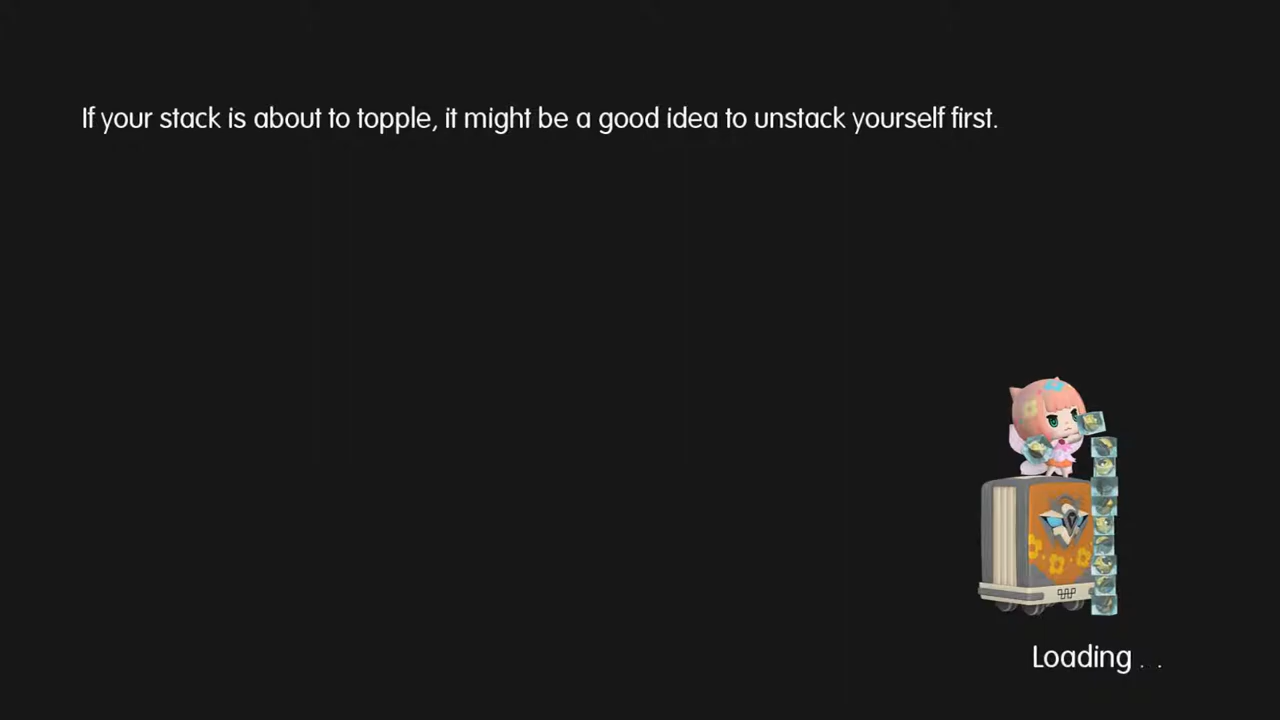 If your stack is about to topple, it might be a good idea to unstack yourself first.
Loading . .